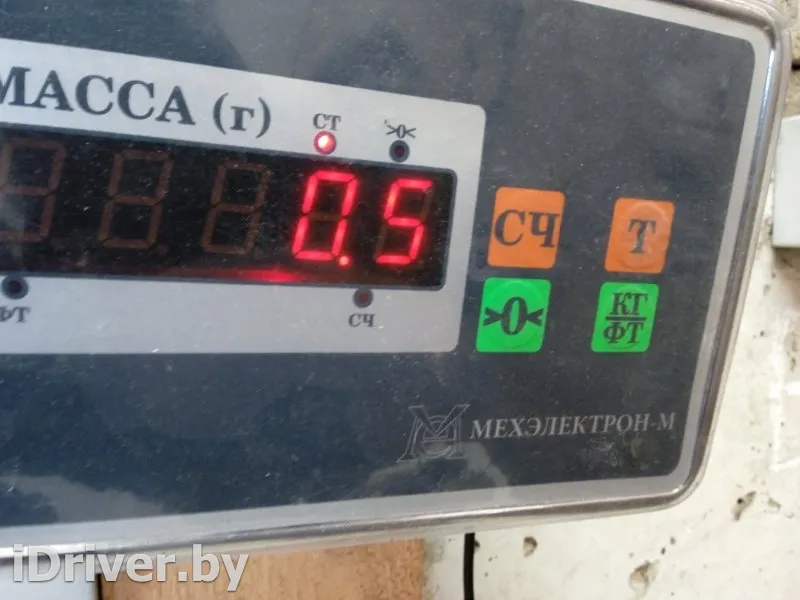 МАССА (г)
СТ
>0<
0.5
ФТ
СЧ
СЧ
Т
>0<
КГ
ФТ
МЕХЭЛЕКТРОН-М
iDriver.by